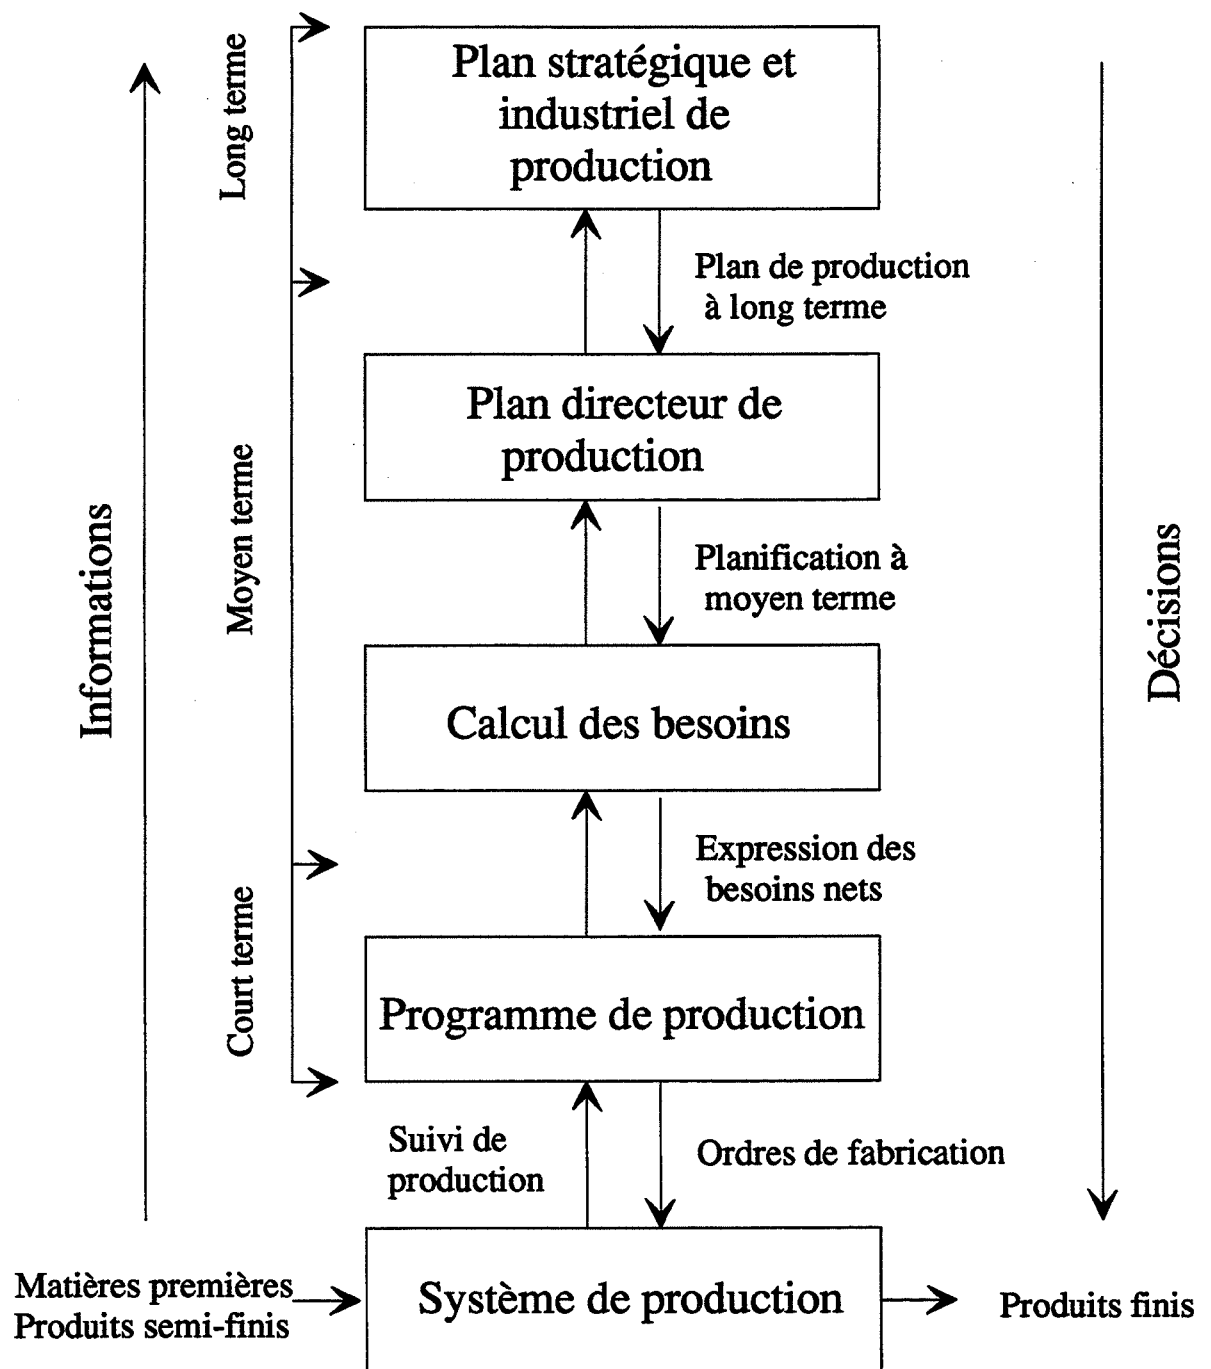 Long terme
Plan stratégique et
industriel de
production
Plan de production
à long terme
Plan directeur de
production
Moyen terme
Informations
Planification à
moyen terme
Décisions
Calcul des besoins
Expression des
besoins nets
Court terme
Programme de production
Suivi de
production
Ordres de fabrication
Matières premières
Produits semi-finis
Système de production
Produits finis